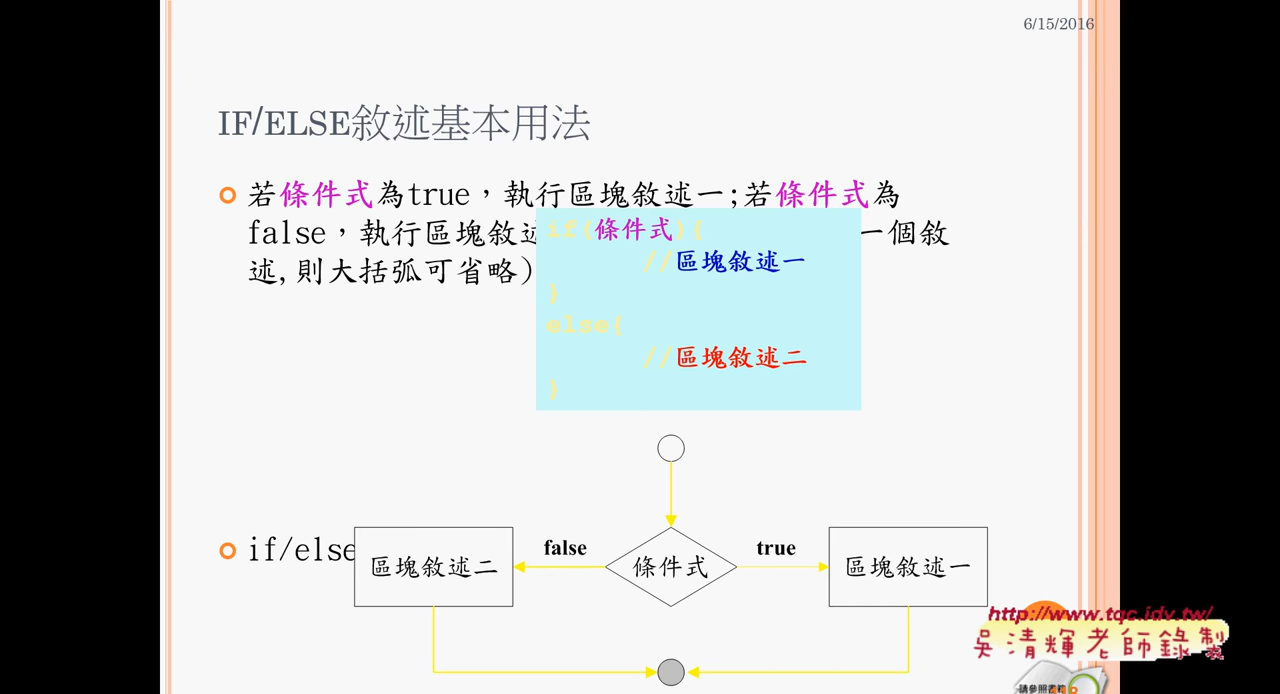 6/15/2016
IF/ELSE敘述基本用法
若條件式為true，執行區塊敘述一;若條件式為
false，執行區塊敘述
一個敘
述,則大括弧可省略)
if(條件式){
//區塊敘述一
}
else{
//區塊敘述二
}
if/else
區塊敘述二
false
條件式
true
區塊敘述一
http://www.tqc.idv.tw/
吳清輝老師錄製